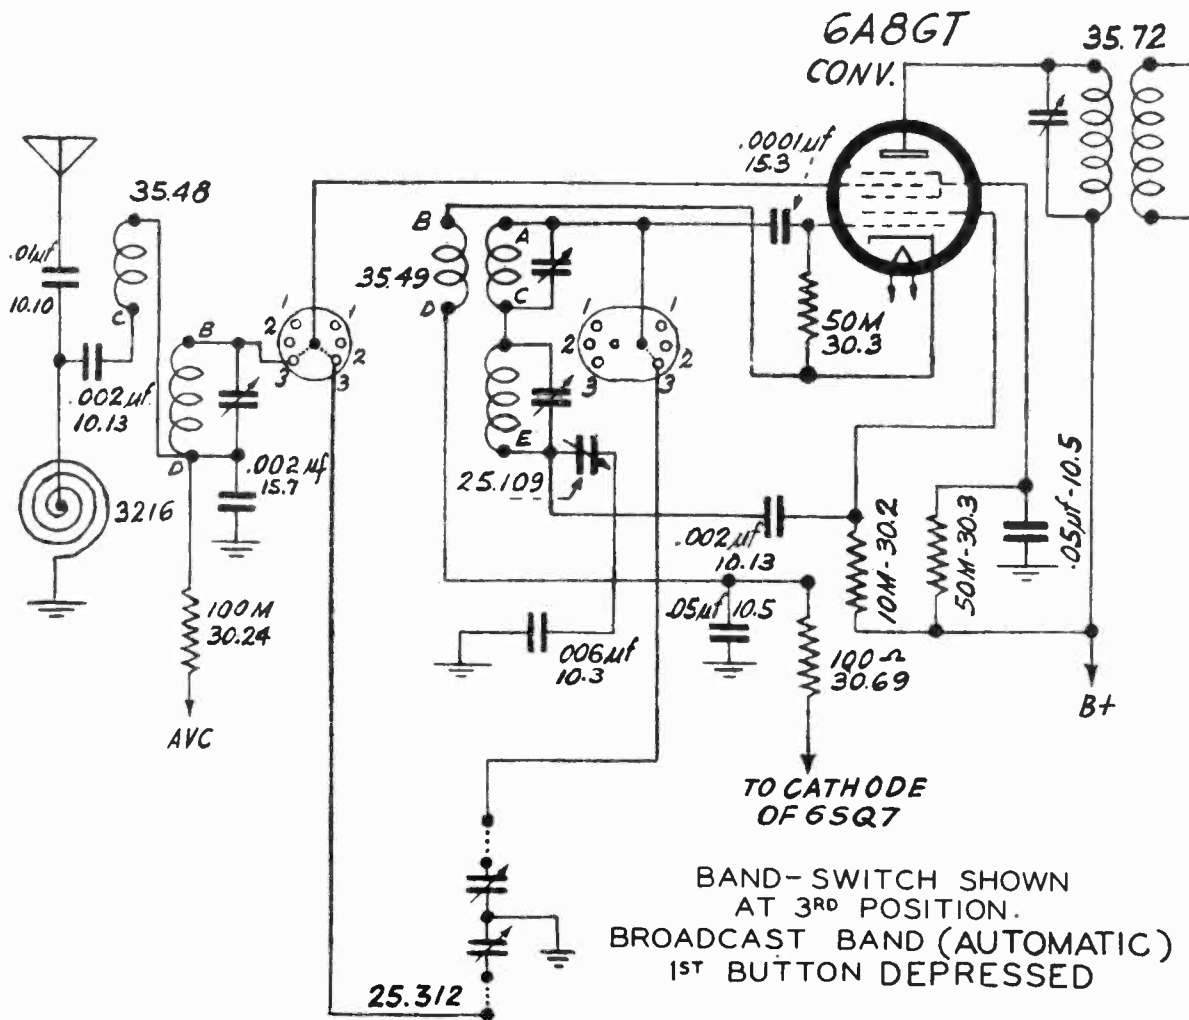 6A8GT
CONV.
35.72
.0001µf
15.3
35.48
.01µf
10.10
C
B
A
35.49
C
D
1
2
3
1
2
3
1
2
3
1
2
3
50M
30.3
B
.002µf
10.13
D
.002µf
15.7
E
25.109
3216
.002µf
10.13
10M-30.2
50M-30.3
.05µf-10.5
100M
30.24
.05µf 10.5
.006µf
10.3
100Ω
30.69
AVC
B+
TO CATHODE
OF 6SQ7
BAND-SWITCH SHOWN
AT 3RD POSITION.
BROADCAST BAND (AUTOMATIC)
1ST BUTTON DEPRESSED
25.312